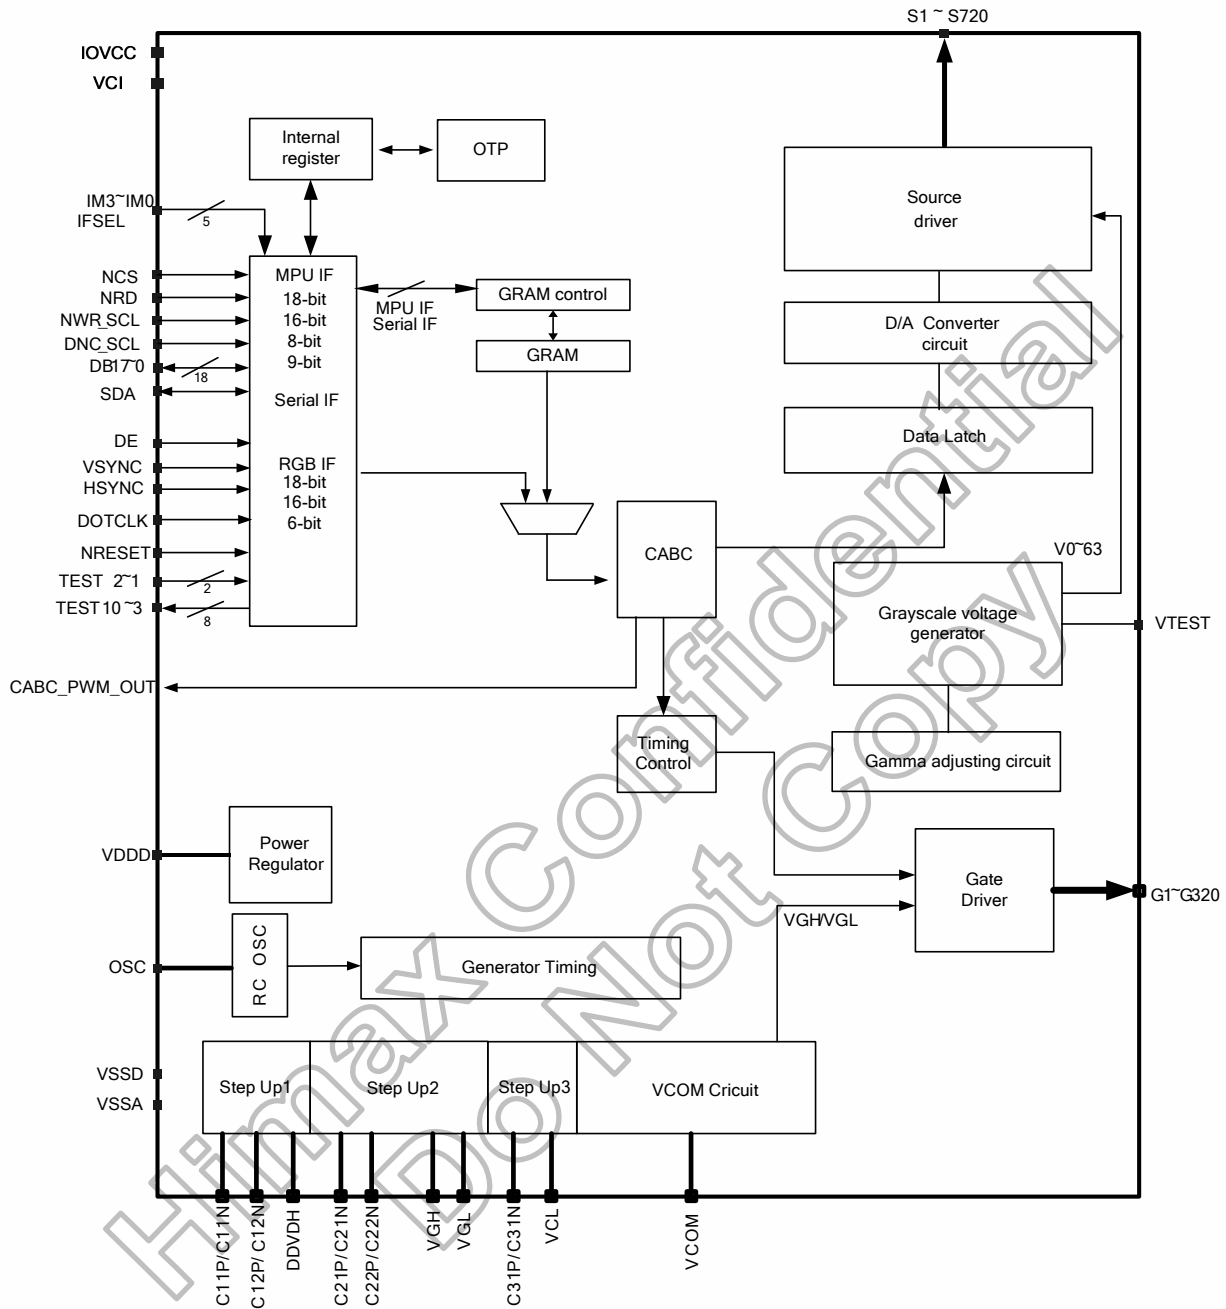 S1 ~ S720
IOVCC
VCI
Internal
register
OTP
IM3~IM0
IFSEL
5
Source
driver
NCS
NRD
NWR_SCL
DNC_SCL
DB17~0
18
SDA
DE
VSYNC
HSYNC
DOTCLK
NRESET
TEST 2~1
2
TEST10 ~3
8
MPU IF
18-bit
16-bit
8-bit
9-bit
Serial IF
RGB IF
18-bit
16-bit
6-bit
MPU IF
Serial IF
GRAM control
GRAM
D/A Converter
circuit
Data Latch
CABC
V0~63
Grayscale voltage
generator
VTEST
CABC_PWM_OUT
Timing
Control
Gamma adjusting circuit
VDDD
Power
Regulator
Gate
Driver
G1~G320
VGH/VGL
OSC
RC OSC
Generator Timing
VSSD
VSSA
Step Up1
Step Up2
Step Up3
VCOM Cricuit
C11P/C11N
C12P/C12N
DDVDH
C21P/C21N
C22P/C22N
VGH
VGL
C31P/C31N
VCL
VCOM
Himax Confidential
Do Not Copy